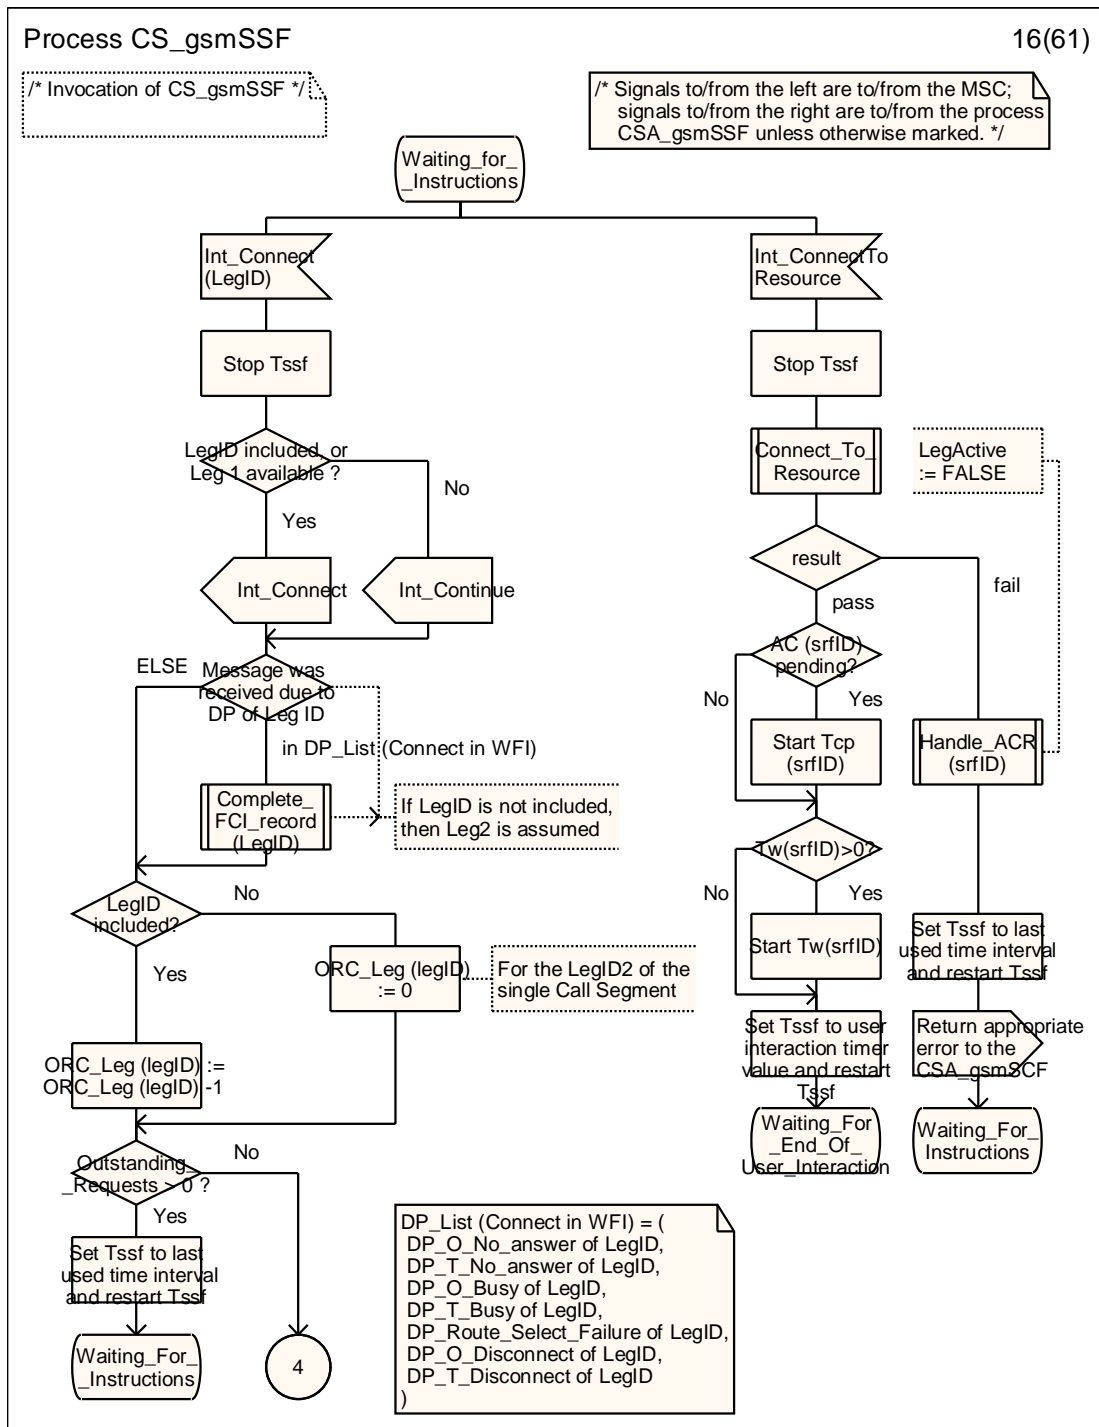 Process CS_gsmSSF
16(61)
/* Invocation of CS_gsmSSF */
/* Signals to/from the left are to/from the MSC;
signals to/from the right are to/from the process
CSA_gsmSSF unless otherwise marked. */
Waiting_for_
_Instructions
Int_Connect
(LegID)
Stop Tssf
LegID included, or
Leg 1 available ?
No
Yes
Int_Connect
Int_Continue
ELSE
Message was
received due to
DP of Leg ID
in DP_List (Connect in WFI)
Complete_
FCI_record
(LegID)
If LegID is not included,
then Leg2 is assumed
LegID
included?
No
Yes
ORC_Leg (legID)
:= 0
For the LegID2 of the
single Call Segment
ORC_Leg (legID) :=
ORC_Leg (legID) -1
Outstanding_
_Requests > 0 ?
No
Yes
Set Tssf to last
used time interval
and restart Tssf
Waiting_For_
_Instructions
4
Int_ConnectTo
Resource
Stop Tssf
Connect_To_
Resource
LegActive
:= FALSE
result
fail
pass
AC (srfID)
pending?
No
Yes
Start Tcp
(srfID)
Handle_ACR
(srfID)
Tw(srfID)>0?
No
Yes
Start Tw(srfID)
Set Tssf to last
used time interval
and restart Tssf
Set Tssf to user
interaction timer
value and restart
Tssf
Return appropriate
error to the
CSA_gsmSCF
Waiting_For
_End_Of_
User_Interaction
Waiting_For_
Instructions
DP_List (Connect in WFI) = (
DP_O_No_answer of LegID,
DP_T_No_answer of LegID,
DP_O_Busy of LegID,
DP_T_Busy of LegID,
DP_Route_Select_Failure of LegID,
DP_O_Disconnect of LegID,
DP_T_Disconnect of LegID
)